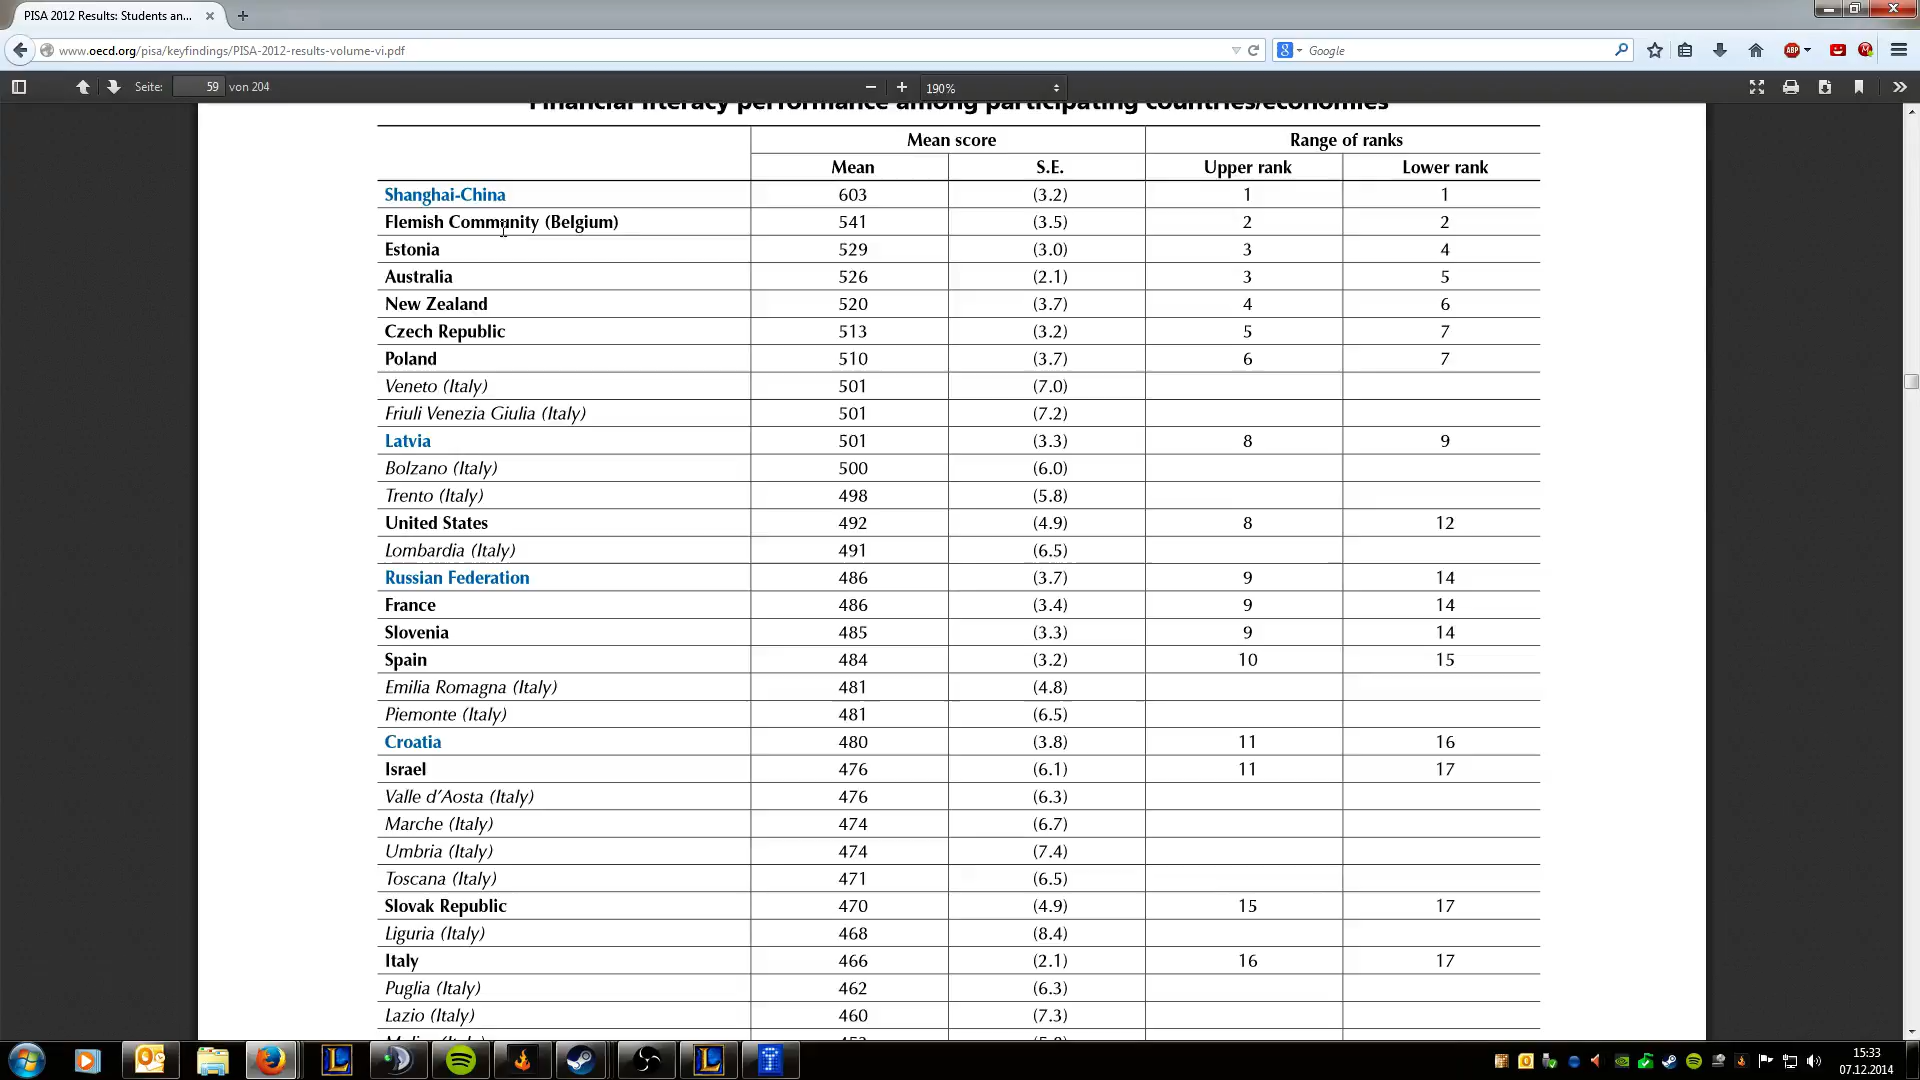 PISA 2012 Results: Students an...
www.oecd.org/pisa/keyfindings/PISA-2012-results-volume-vi.pdf
Google
ABP
Seite: 59 von 204
190%
Financial literacy performance among participating countries/economies
Mean score Range of ranks
Mean S.E. Upper rank Lower rank
Shanghai-China 603 (3.2) 1 1
Flemish Community (Belgium) 541 (3.5) 2 2
Estonia 529 (3.0) 3 4
Australia 526 (2.1) 3 5
New Zealand 520 (3.7) 4 6
Czech Republic 513 (3.2) 5 7
Poland 510 (3.7) 6 7
Veneto (Italy) 501 (7.0)
Friuli Venezia Giulia (Italy) 501 (7.2)
Latvia 501 (3.3) 8 9
Bolzano (Italy) 500 (6.0)
Trento (Italy) 498 (5.8)
United States 492 (4.9) 8 12
Lombardia (Italy) 491 (6.5)
Russian Federation 486 (3.7) 9 14
France 486 (3.4) 9 14
Slovenia 485 (3.3) 9 14
Spain 484 (3.2) 10 15
Emilia Romagna (Italy) 481 (4.8)
Piemonte (Italy) 481 (6.5)
Croatia 480 (3.8) 11 16
Israel 476 (6.1) 11 17
Valle d'Aosta (Italy) 476 (6.3)
Marche (Italy) 474 (6.7)
Umbria (Italy) 474 (7.4)
Toscana (Italy) 471 (6.5)
Slovak Republic 470 (4.9) 15 17
Liguria (Italy) 468 (8.4)
Italy 466 (2.1) 16 17
Puglia (Italy) 462 (6.3)
Lazio (Italy) 460 (7.3)
15:33
07.12.2014